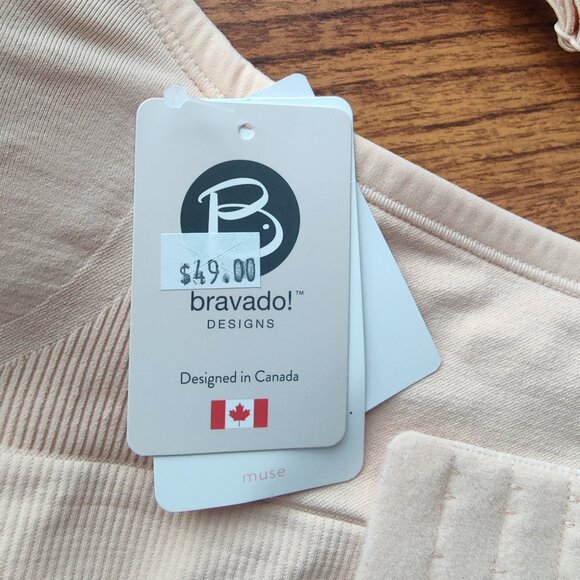 B.
$49.00
bravado!™
DESIGNS
Designed in Canada
muse